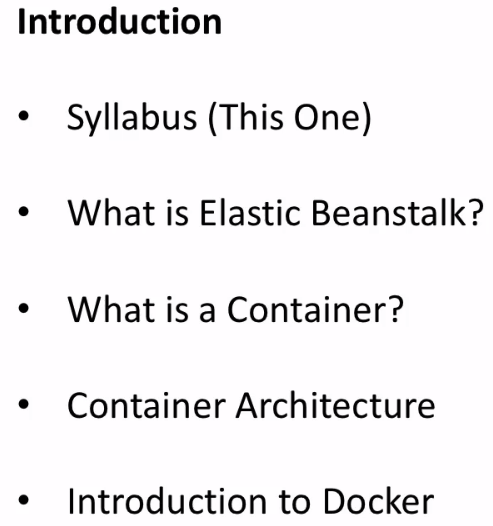 Introduction
• Syllabus (This One)
• What is Elastic Beanstalk?
• What is a Container?
• Container Architecture
• Introduction to Docker